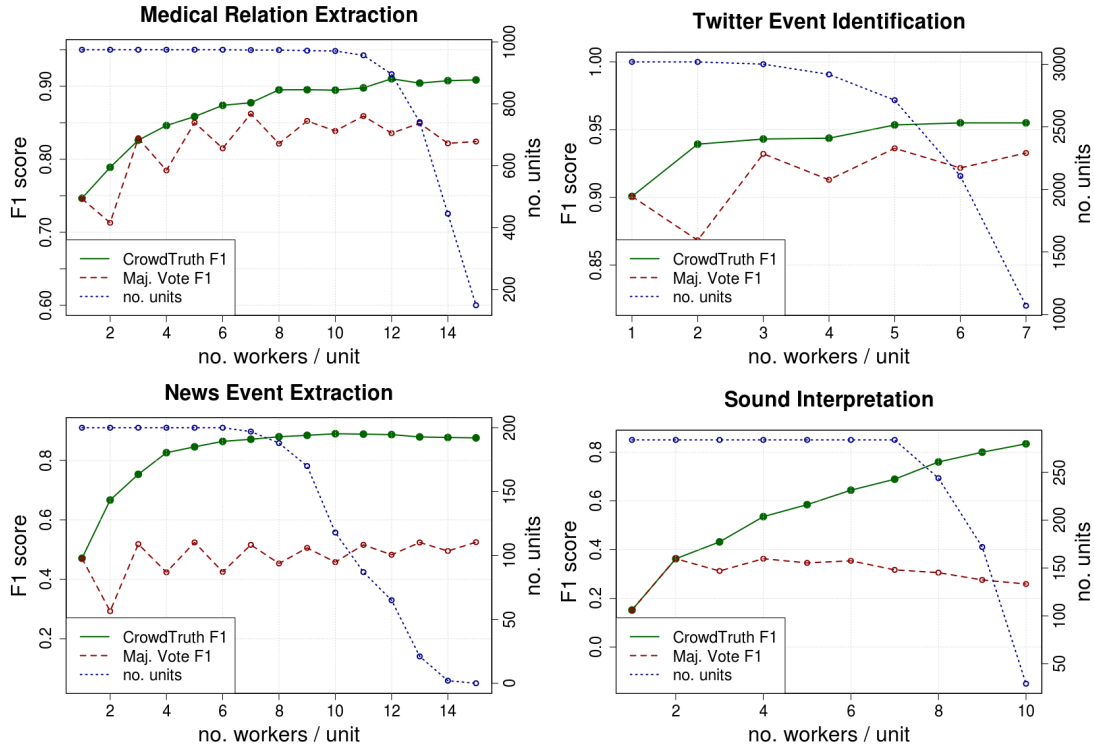 Medical Relation Extraction
F1 score
0.60 0.70 0.80 0.90
200 400 600 800 1000
no. units
CrowdTruth F1
Maj. Vote F1
no. units
2 4 6 8 10 12 14
no. workers / unit
Twitter Event Identification
F1 score
0.85 0.90 0.95 1.00
1000 1500 2000 2500 3000
no. units
CrowdTruth F1
Maj. Vote F1
no. units
1 2 3 4 5 6 7
no. workers / unit
News Event Extraction
F1 score
0.2 0.4 0.6 0.8
0 50 100 150 200
no. units
CrowdTruth F1
Maj. Vote F1
no. units
2 4 6 8 10 12 14
no. workers / unit
Sound Interpretation
F1 score
0.0 0.2 0.4 0.6 0.8
50 100 150 200 250
no. units
CrowdTruth F1
Maj. Vote F1
no. units
2 4 6 8 10
no. workers / unit